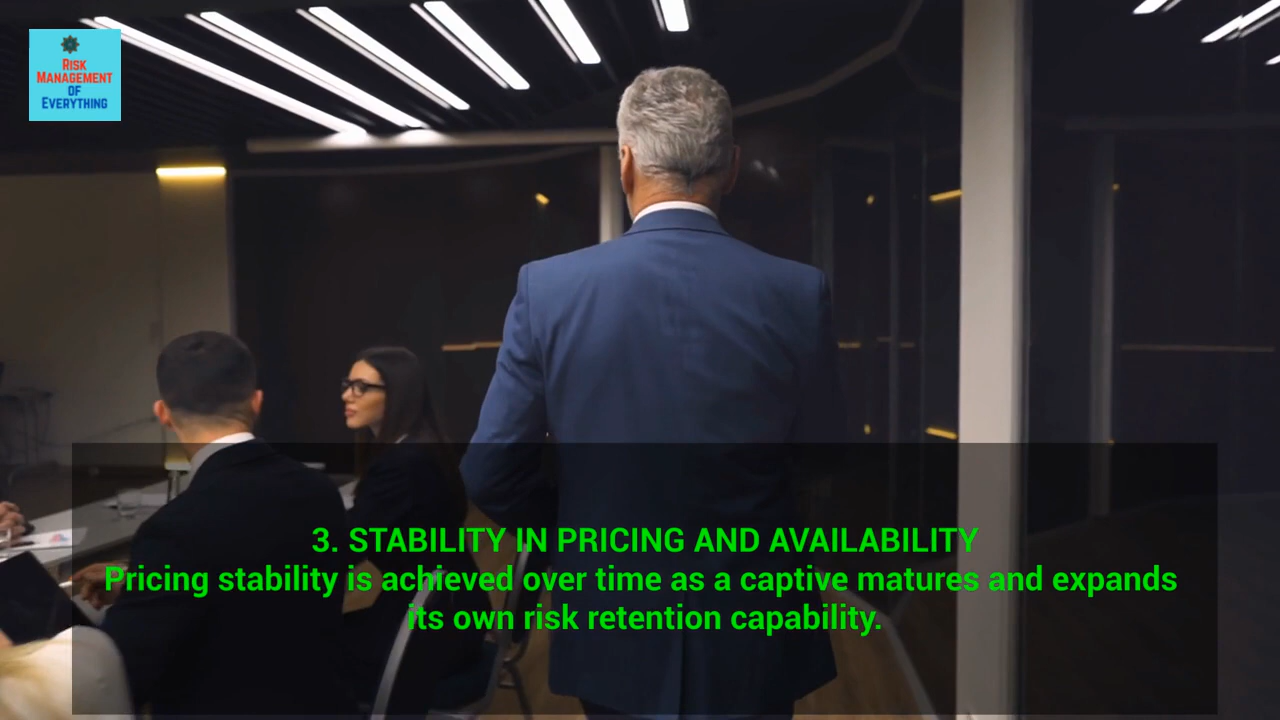 Risk
Management
of
Everything
3. STABILITY IN PRICING AND AVAILABILITY
Pricing stability is achieved over time as a captive matures and expands
its own risk retention capability.